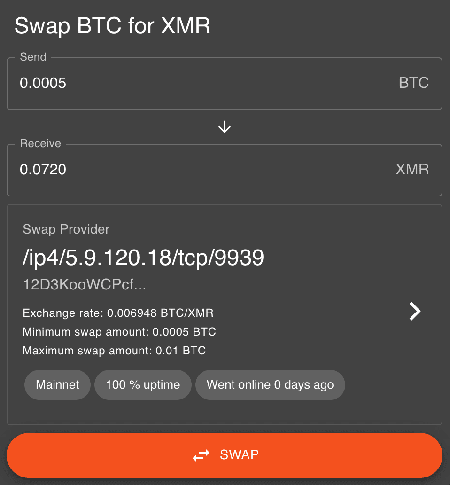 Swap BTC for XMR
Send
0.0005 BTC
Receive
0.0720 XMR
Swap Provider
/ip4/5.9.120.18/tcp/9939
12D3KooWCPcf...
Exchange rate: 0.006948 BTC/XMR
Minimum swap amount: 0.0005 BTC
Maximum swap amount: 0.01 BTC
Mainnet 100 % uptime Went online 0 days ago
SWAP